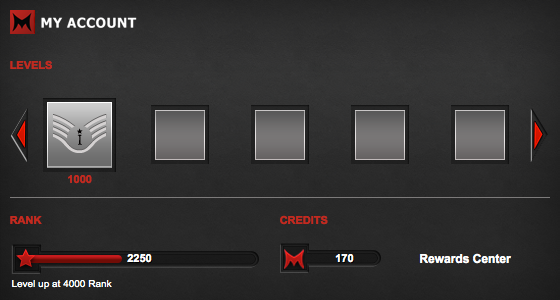 MY ACCOUNT
LEVELS
I
1000
RANK
CREDITS
2250
170
Rewards Center
Level up at 4000 Rank